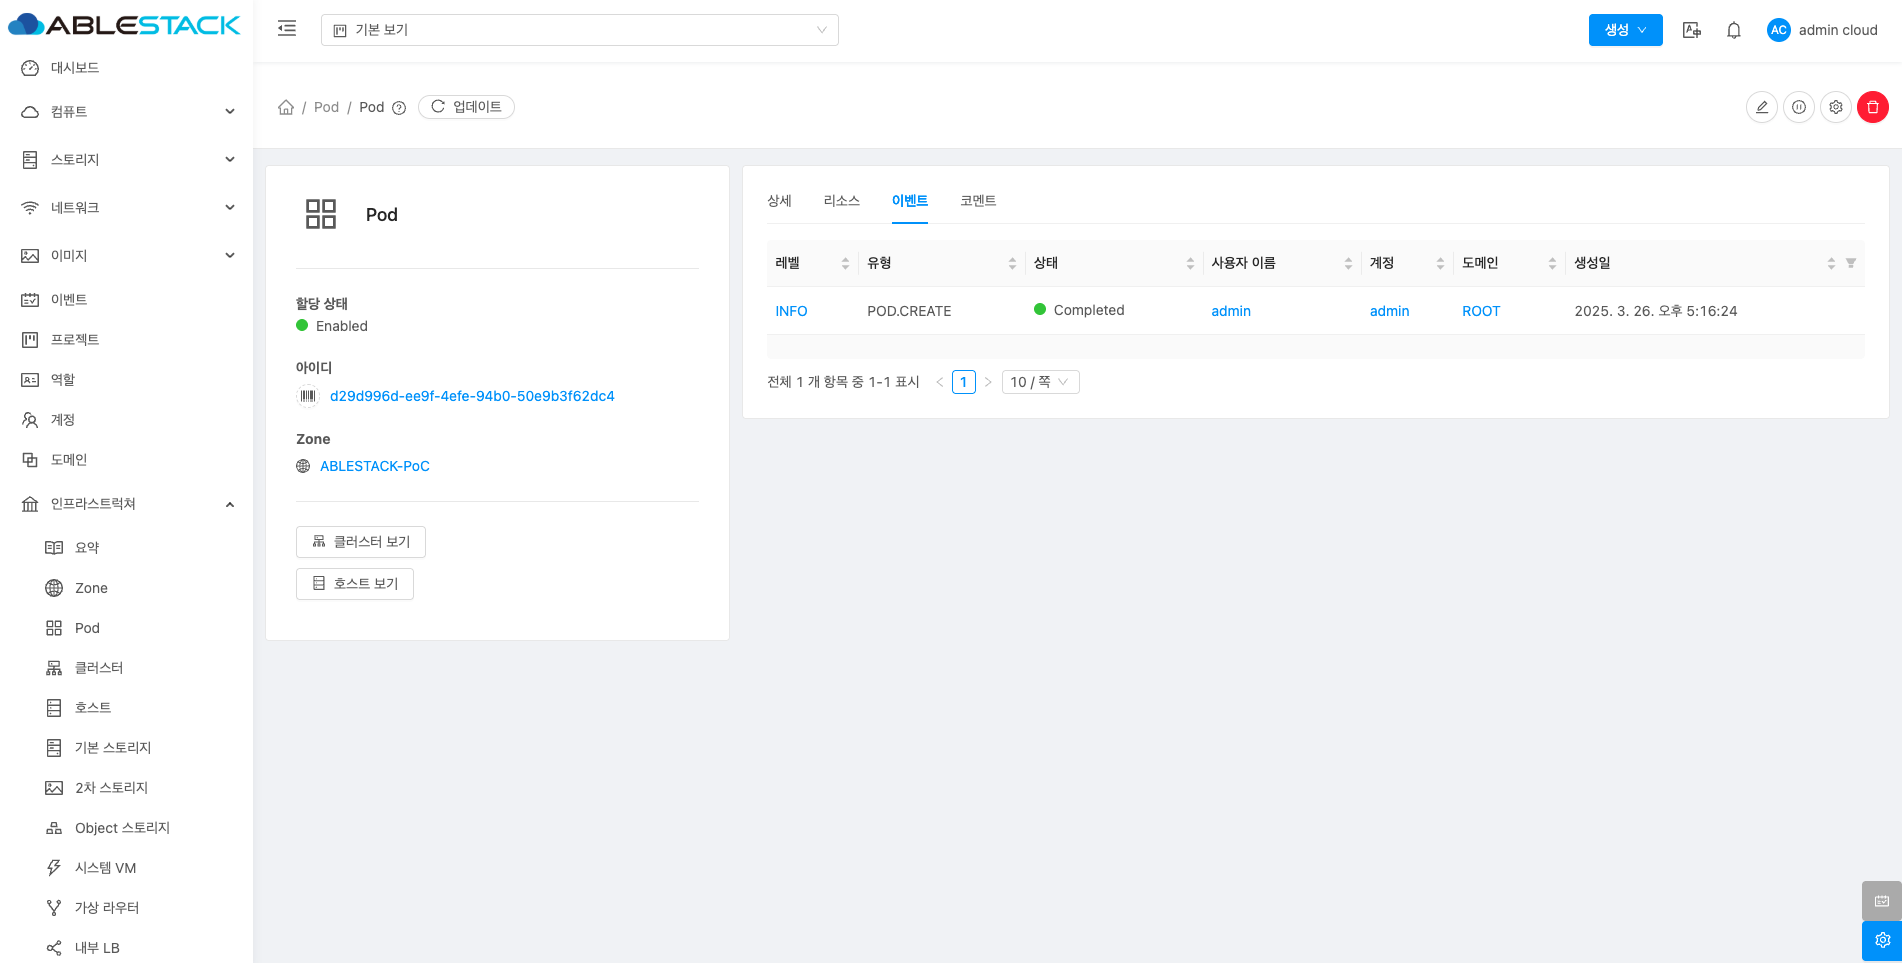 ABLESTACK
기본 보기
생성
AC admin cloud
대시보드
컴퓨트
스토리지
네트워크
이미지
이벤트
프로젝트
역할
계정
도메인
인프라스트럭쳐
요약
Zone
Pod
클러스터
호스트
기본 스토리지
2차 스토리지
Object 스토리지
시스템 VM
가상 라우터
내부 LB
/ Pod / Pod 업데이트
Pod
할당 상태
Enabled
아이디
d29d996d-ee9f-4efe-94b0-50e9b3f62dc4
Zone
ABLESTACK-PoC
클러스터 보기
호스트 보기
상세 리소스 이벤트 코멘트
레벨 유형 상태 사용자 이름 계정 도메인 생성일
INFO POD.CREATE Completed admin admin ROOT 2025. 3. 26. 오후 5:16:24
전체 1 개 항목 중 1-1 표시 1 10 / 쪽